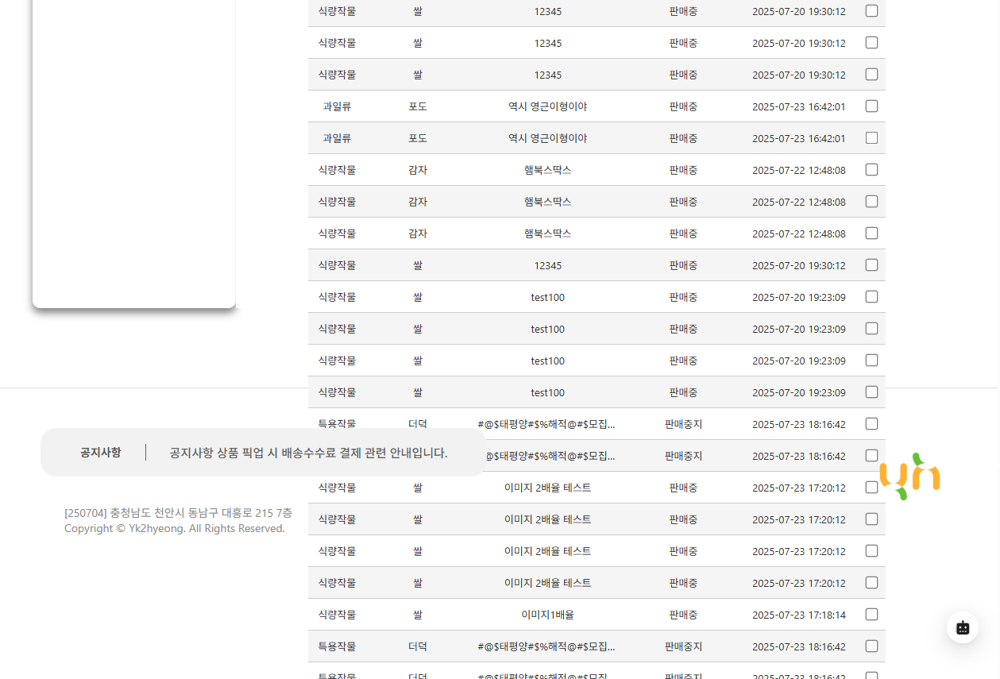 식량작물 쌀 12345 판매중 2025-07-20 19:30:12
식량작물 쌀 12345 판매중 2025-07-20 19:30:12
식량작물 쌀 12345 판매중 2025-07-20 19:30:12
과일류 포도 역시 영근이형이야 판매중 2025-07-23 16:42:01
과일류 포도 역시 영근이형이야 판매중 2025-07-23 16:42:01
식량작물 감자 햄북스딱스 판매중 2025-07-22 12:48:08
식량작물 감자 햄북스딱스 판매중 2025-07-22 12:48:08
식량작물 감자 햄북스딱스 판매중 2025-07-22 12:48:08
식량작물 쌀 12345 판매중 2025-07-20 19:30:12
식량작물 쌀 test100 판매중 2025-07-20 19:23:09
식량작물 쌀 test100 판매중 2025-07-20 19:23:09
식량작물 쌀 test100 판매중 2025-07-20 19:23:09
식량작물 쌀 test100 판매중 2025-07-20 19:23:09
특용작물 더덕 #@$태평양#$%해적@#$모집... 판매중지 2025-07-23 18:16:42
공지사항 공지사항 상품 픽업 시 배송수수료 결제 관련 안내입니다.
@$태평양#$%해적@#$모집... 판매중지 2025-07-23 18:16:42
yh
식량작물 쌀 이미지 2배율 테스트 판매중 2025-07-23 17:20:12
[250704] 충청남도 천안시 동남구 대흥로 215 7층
Copyright © Yk2hyeong. All Rights Reserved.
식량작물 쌀 이미지 2배율 테스트 판매중 2025-07-23 17:20:12
식량작물 쌀 이미지 2배율 테스트 판매중 2025-07-23 17:20:12
식량작물 쌀 이미지 2배율 테스트 판매중 2025-07-23 17:20:12
식량작물 쌀 이미지1배율 판매중 2025-07-23 17:18:14
특용작물 더덕 #@$태평양#$%해적@#$모집... 판매중지 2025-07-23 18:16:42
특용작물 더덕 #@$태평양#$%해적@#$모집... 판매중지 2025-07-23 18:16:42